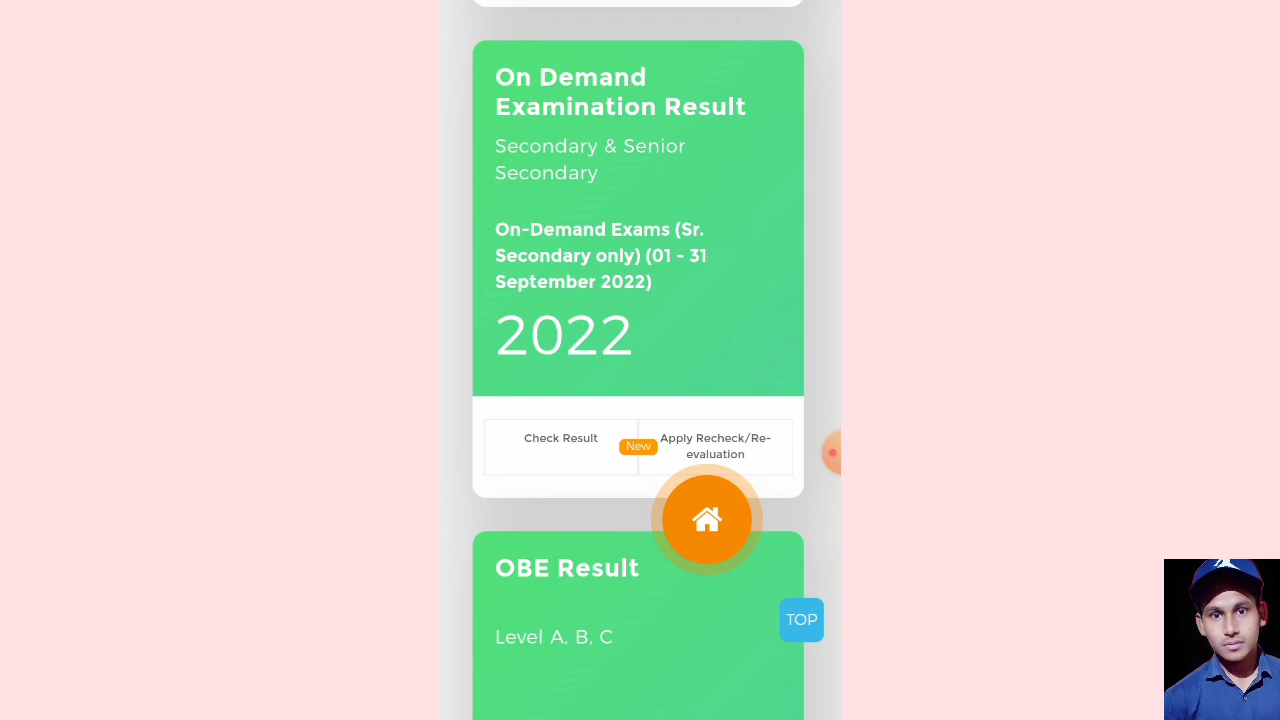 On Demand
Examination Result
Secondary & Senior
Secondary
On-Demand Exams (Sr.
Secondary only) (01 - 31
September 2022)
2022
Check Result
New
Apply Recheck/Re-
evaluation
OBE Result
TOP
Level A, B, C